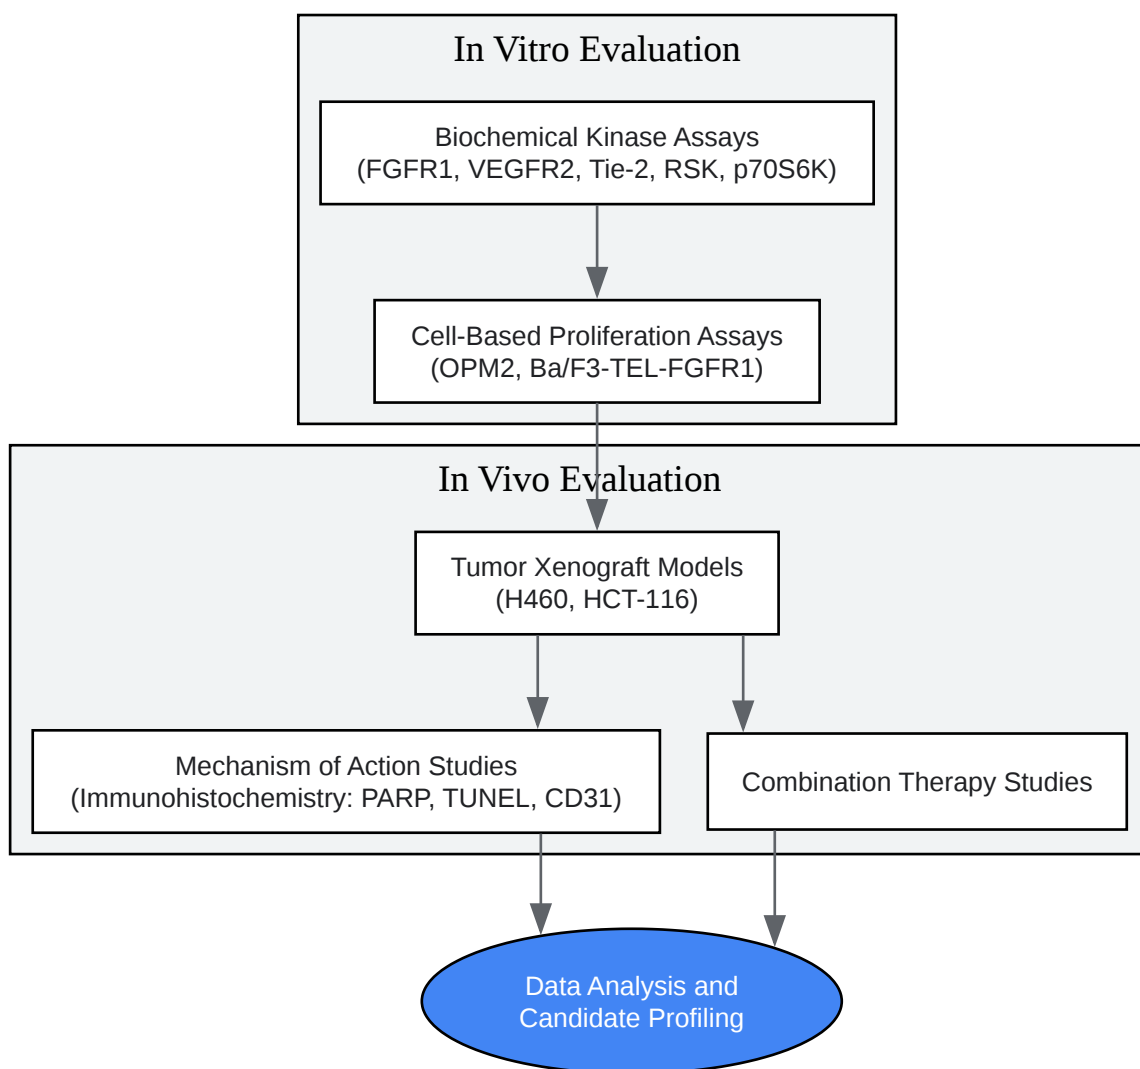 In Vitro Evaluation
Biochemical Kinase Assays
(FGFR1, VEGFR2, Tie-2, RSK, p70S6K)
Cell-Based Proliferation Assays
(OPM2, Ba/F3-TEL-FGFR1)
In Vivo Evaluation
Tumor Xenograft Models
(H460, HCT-116)
Mechanism of Action Studies
(Immunohistochemistry: PARP, TUNEL, CD31)
Combination Therapy Studies
Data Analysis and
Candidate Profiling